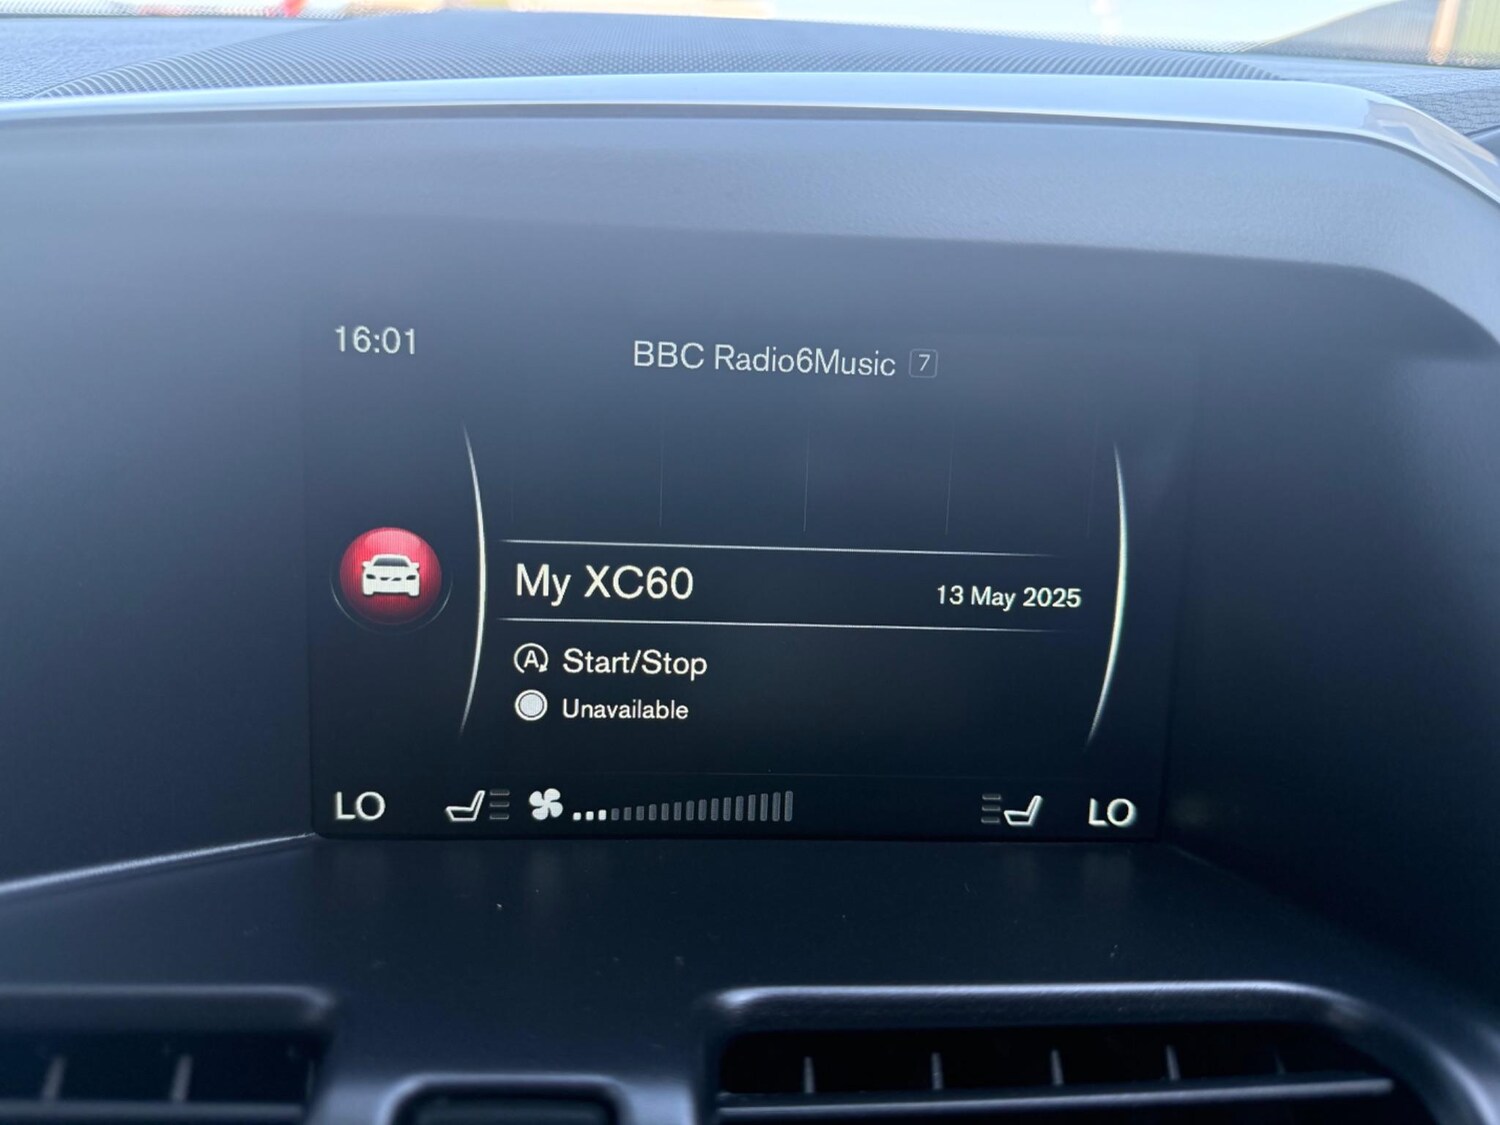 16:01
BBC Radio6Music 7
My XC60
13 May 2025
A Start/Stop
Unavailable
LO
LO